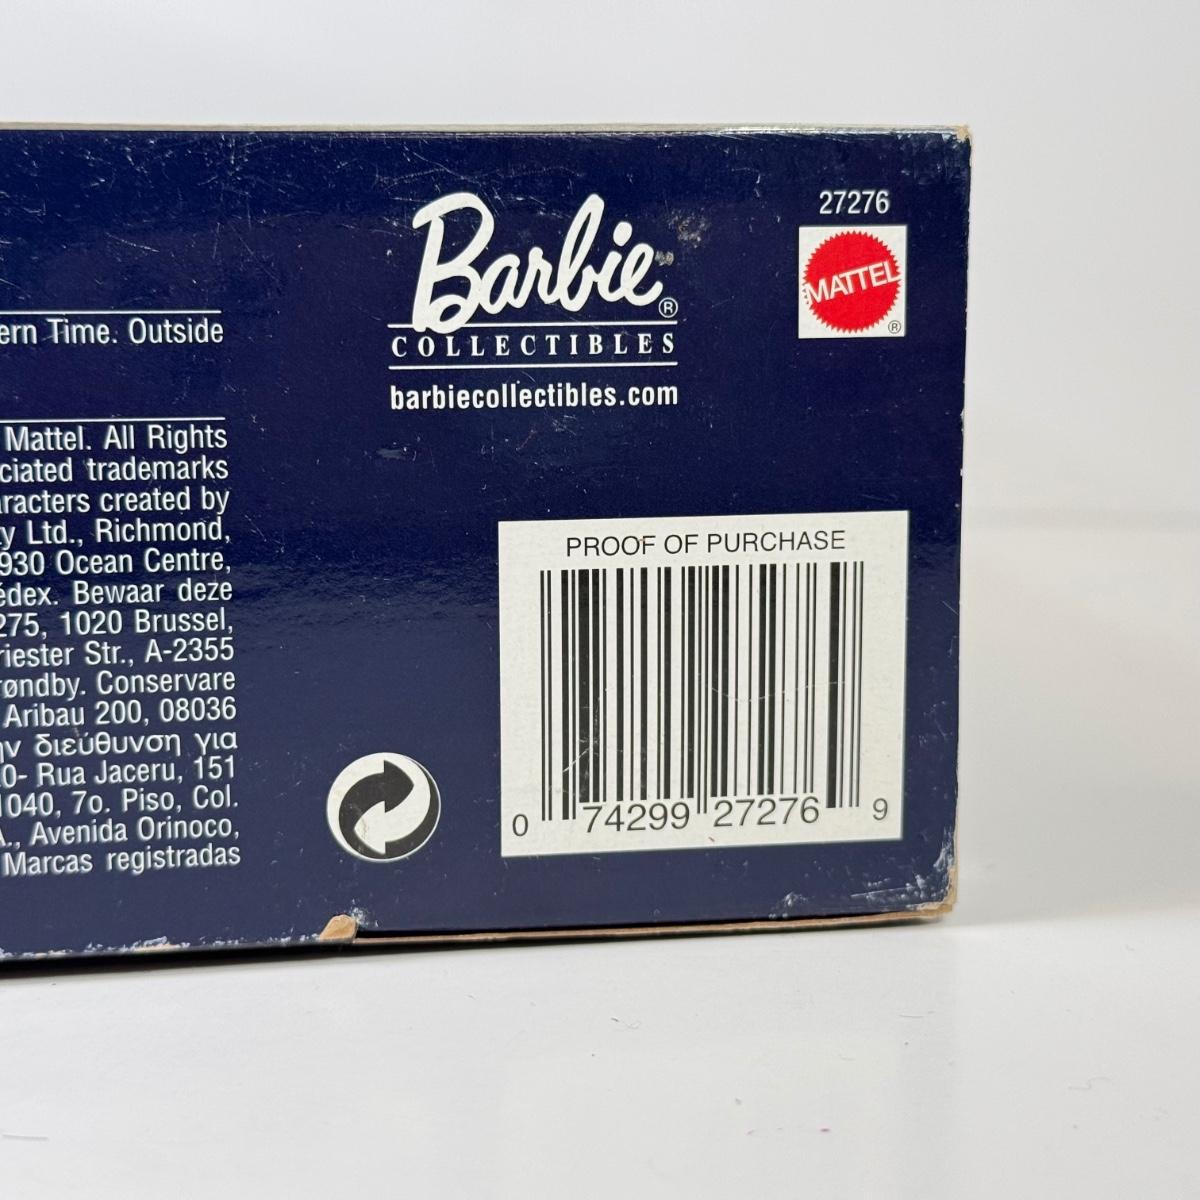 ern Time. Outside
Mattel. All Rights
ciated trademarks
aracters created by
y Ltd., Richmond,
930 Ocean Centre,
édex. Bewaar deze
275, 1020 Brussel,
riester Str., A-2355
røndby. Conservare
Aribau 200, 08036
ην διεύθυνση για
0- Rua Jaceru, 151
1040, 7o. Piso, Col.
A., Avenida Orinoco,
Marcas registradas
Barbie®
COLLECTIBLES
barbiecollectibles.com
27276
MATTEL®
PROOF OF PURCHASE
0 74299 27276 9